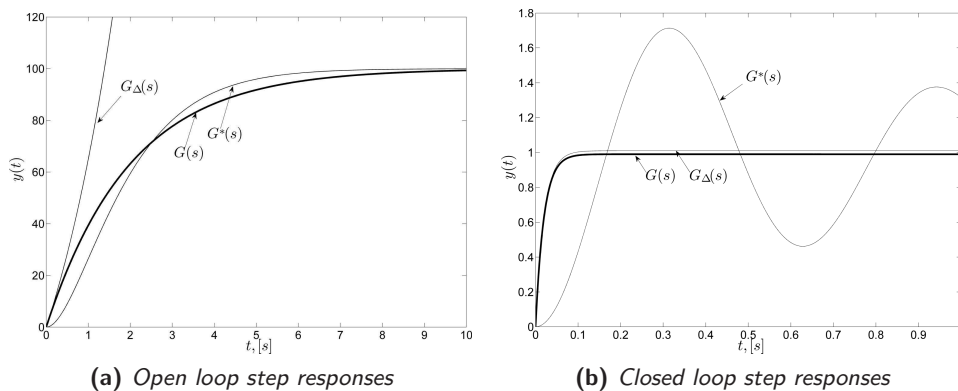 120
100
80
60
40
20
0
y(t)
G_Δ(s)
G(s)
G*(s)
0 1 2 3 4 5 6 7 8 9 10
t, [s]
(a) Open loop step responses
1.8
1.6
1.4
1.2
1
0.8
0.6
0.4
0.2
0
y(t)
G*(s)
G(s)
G_Δ(s)
0 0.1 0.2 0.3 0.4 0.5 0.6 0.7 0.8 0.9
t, [s]
(b) Closed loop step responses